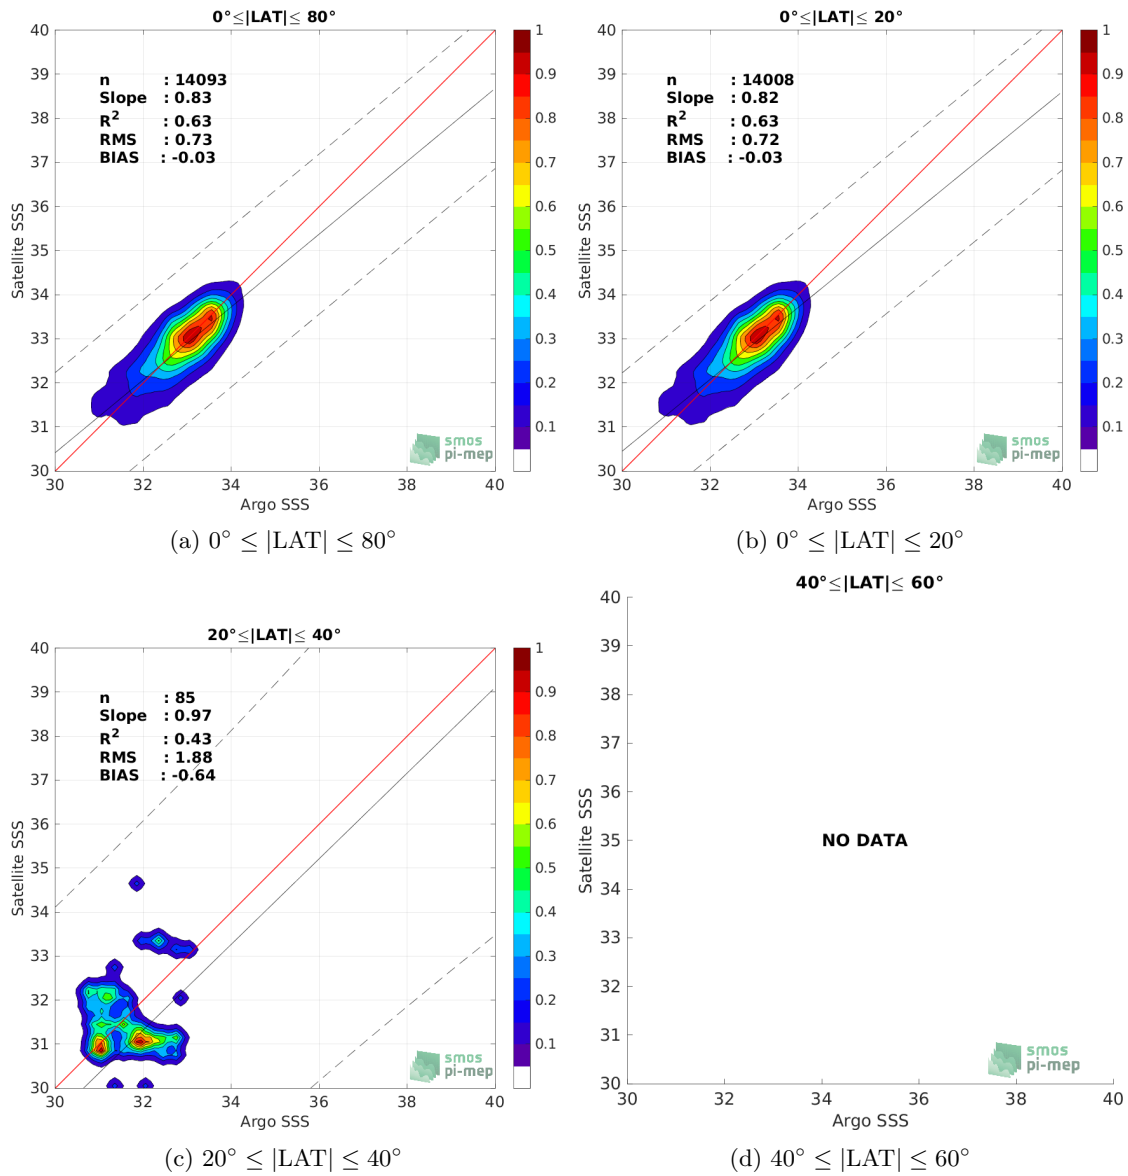 0°≤|LAT|≤ 80°
40
39
38
37
36
35
34
33
32
31
30
Satellite SSS
n : 14093
Slope : 0.83
R² : 0.63
RMS : 0.73
BIAS : -0.03
smos
pi-mep
30 32 34 36 38 40
Argo SSS
1
0.9
0.8
0.7
0.6
0.5
0.4
0.3
0.2
0.1
(a) 0° ≤ |LAT| ≤ 80°
0°≤|LAT|≤ 20°
40
39
38
37
36
35
34
33
32
31
30
Satellite SSS
n : 14008
Slope : 0.82
R² : 0.63
RMS : 0.72
BIAS : -0.03
smos
pi-mep
30 32 34 36 38 40
Argo SSS
1
0.9
0.8
0.7
0.6
0.5
0.4
0.3
0.2
0.1
(b) 0° ≤ |LAT| ≤ 20°
20°≤|LAT|≤ 40°
40
39
38
37
36
35
34
33
32
31
30
Satellite SSS
n : 85
Slope : 0.97
R² : 0.43
RMS : 1.88
BIAS : -0.64
smos
pi-mep
30 32 34 36 38 40
Argo SSS
1
0.9
0.8
0.7
0.6
0.5
0.4
0.3
0.2
0.1
(c) 20° ≤ |LAT| ≤ 40°
40°≤|LAT|≤ 60°
40
39
38
37
36
35
34
33
32
31
30
Satellite SSS
NO DATA
smos
pi-mep
30 32 34 36 38 40
Argo SSS
(d) 40° ≤ |LAT| ≤ 60°